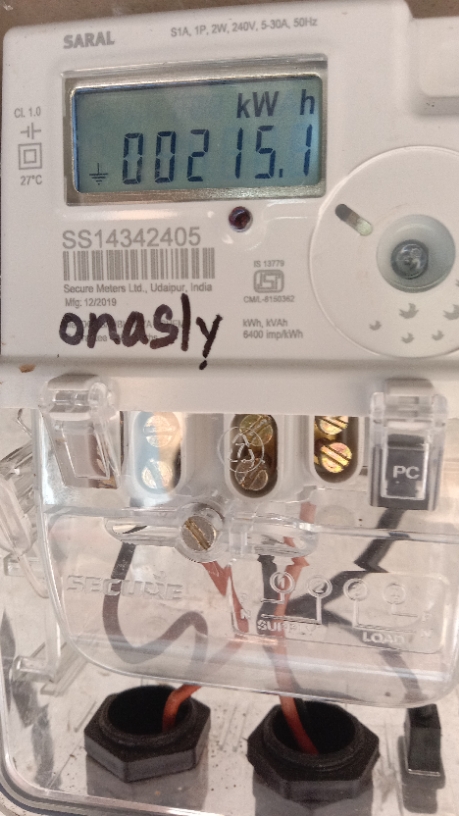 SARAL
S1A, 1P, 2W, 240V, 5-30A, 50Hz
Cl. 1.0
27°C
kW h
00215.1
SS14342405
Secure Meters Ltd., Udaipur, India
Mfg: 12/2019
IS 13779
CM/L-8150362
kWh, kVAh
6400 imp/kWh
onasly
PC
SECURE
SUPPLY
LOAD